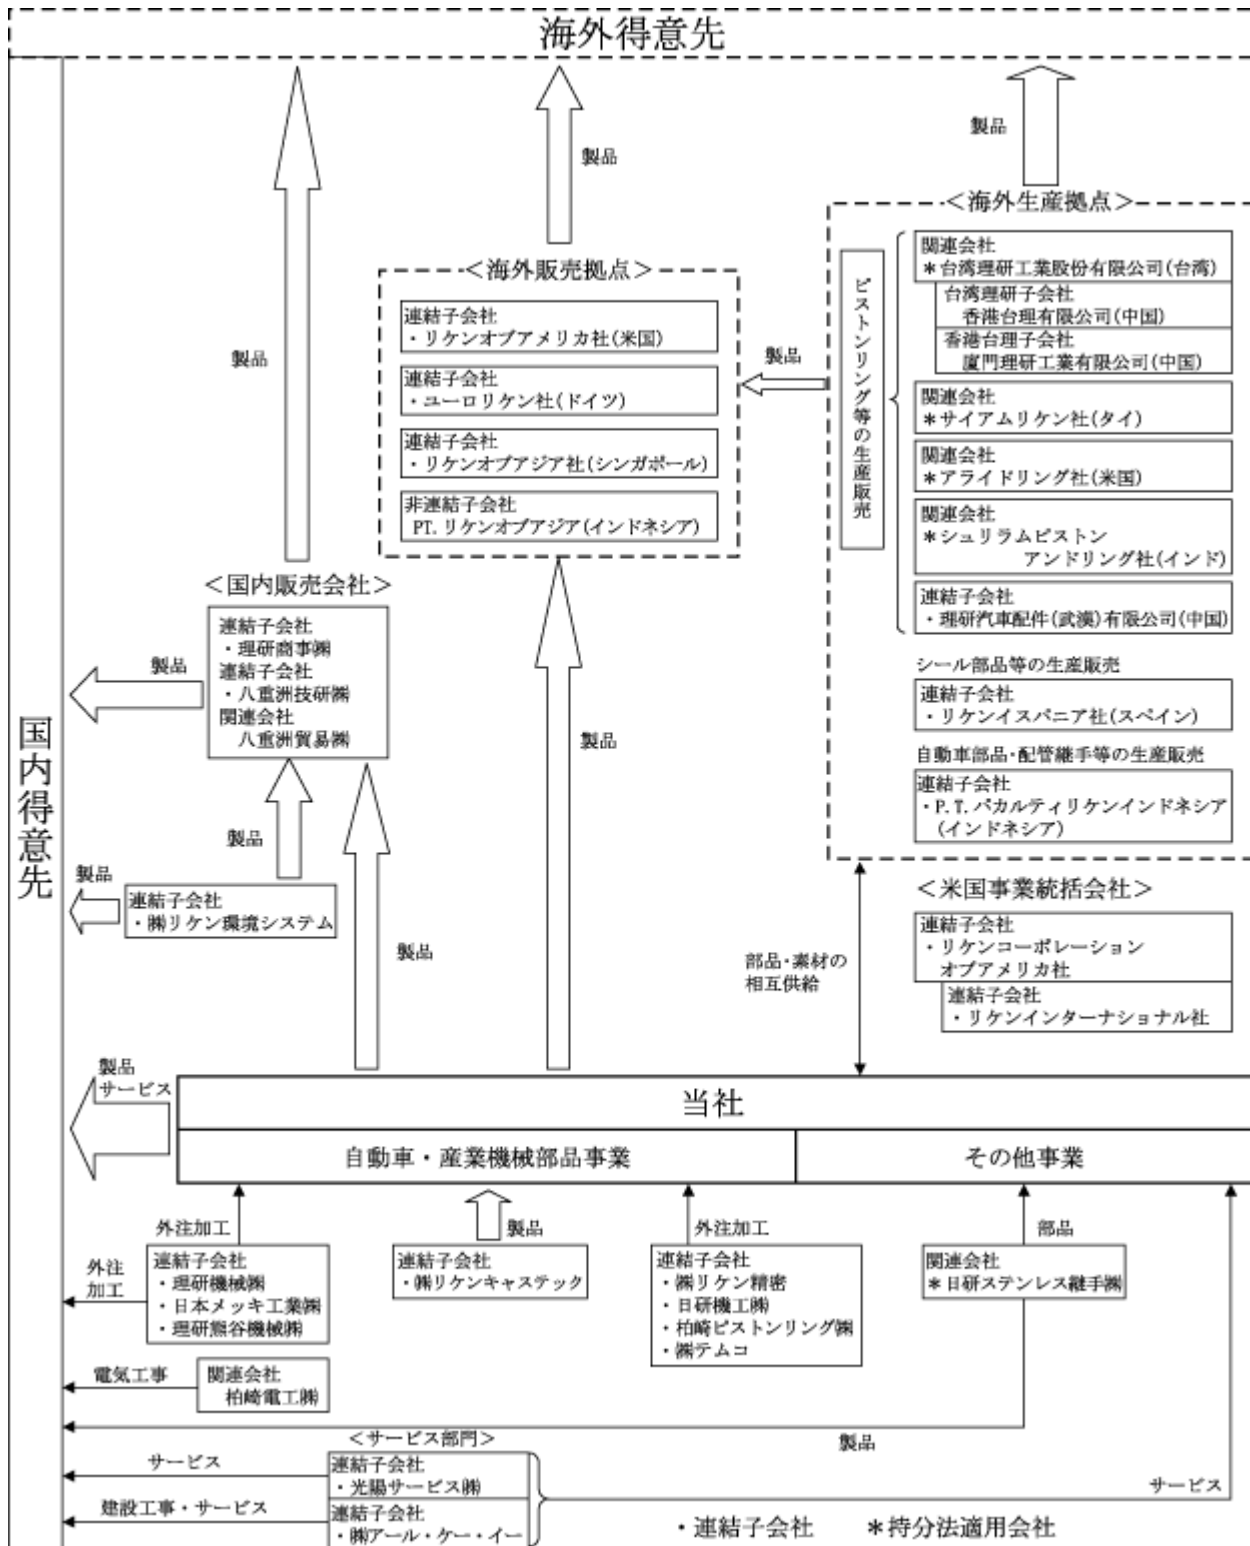 海外得意先
製品
製品
製品
＜海外生産拠点＞
ピストンリング等の生産販売
関連会社
＊台湾理研工業股份有限公司(台湾)
台湾理研子会社
香港台理有限公司(中国)
香港台理子会社
廈門理研工業有限公司(中国)
関連会社
＊サイアムリケン社(タイ)
関連会社
＊アライドリング社(米国)
関連会社
＊シュリラムピストン
アンドリング社(インド)
連結子会社
・理研汽車配件(武漢)有限公司(中国)
シール部品等の生産販売
連結子会社
・リケンイスパニア社(スペイン)
自動車部品・配管継手等の生産販売
連結子会社
・P.T.パカルティリケンインドネシア
(インドネシア)
製品
＜海外販売拠点＞
連結子会社
・リケンオブアメリカ社(米国)
連結子会社
・ユーロリケン社(ドイツ)
連結子会社
・リケンオブアジア社(シンガポール)
非連結子会社
PT.リケンオブアジア(インドネシア)
製品
＜国内販売会社＞
連結子会社
・理研商事㈱
連結子会社
・八重洲技研㈱
関連会社
八重洲貿易㈱
製品
製品
製品
連結子会社
・㈱リケン環境システム
製品
国内得意先
＜米国事業統括会社＞
連結子会社
・リケンコーポレーション
オブアメリカ社
連結子会社
・リケンインターナショナル社
部品・素材の
相互供給
製品
サービス
当社
自動車・産業機械部品事業
その他事業
外注加工
外注
加工
連結子会社
・理研機械㈱
・日本メッキ工業㈱
・理研熊谷機械㈱
製品
連結子会社
・㈱リケンキャステック
外注加工
連結子会社
・㈱リケン精密
・日研機工㈱
・柏崎ピストンリング㈱
・㈱テムコ
部品
関連会社
＊日研ステンレス継手㈱
電気工事
関連会社
柏崎電工㈱
製品
＜サービス部門＞
サービス
連結子会社
・光陽サービス㈱
建設工事・サービス
連結子会社
・㈱アール・ケー・イー
サービス
・連結子会社
＊持分法適用会社